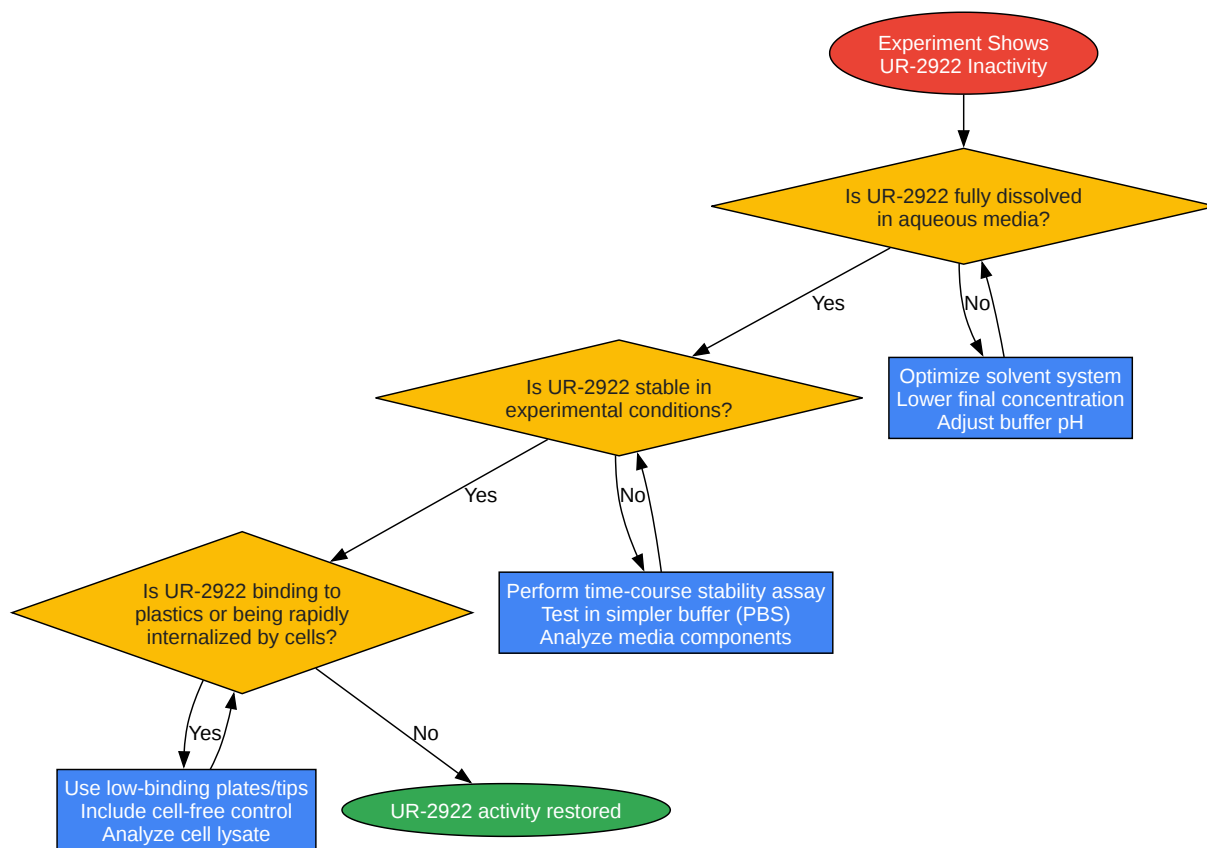 Experiment Shows
UR-2922 Inactivity
Is UR-2922 fully dissolved
in aqueous media?
Yes
No
Is UR-2922 stable in
experimental conditions?
Optimize solvent system
Lower final concentration
Adjust buffer pH
Yes
No
Is UR-2922 binding to
plastics or being rapidly
internalized by cells?
Perform time-course stability assay
Test in simpler buffer (PBS)
Analyze media components
Yes
No
Use low-binding plates/tips
Include cell-free control
Analyze cell lysate
UR-2922 activity restored